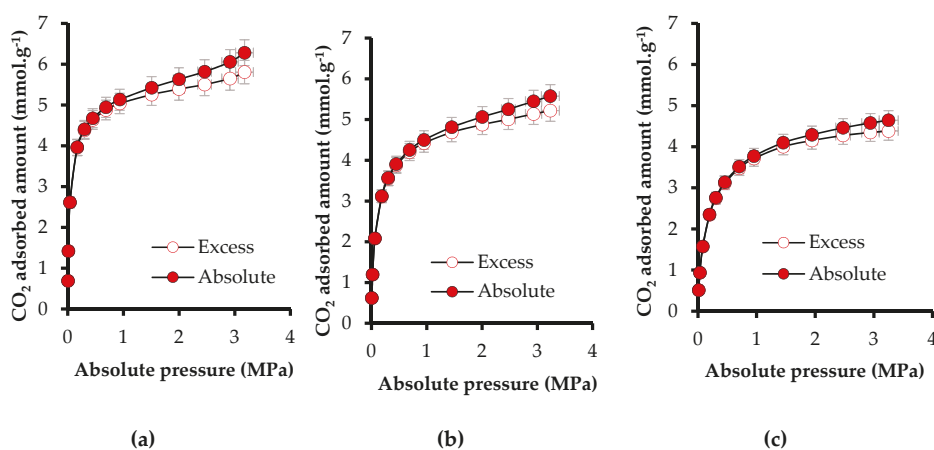 CO₂ adsorbed amount (mmol.g⁻¹)
7
6
5
4
3
2
1
0
0 1 2 3 4
Absolute pressure (MPa)
Excess
Absolute
(a)
CO₂ adsorbed amount (mmol.g⁻¹)
7
6
5
4
3
2
1
0
0 1 2 3 4
Absolute pressure (MPa)
Excess
Absolute
(b)
CO₂ adsorbed amount (mmol.g⁻¹)
7
6
5
4
3
2
1
0
0 1 2 3 4
Absolute pressure (MPa)
Excess
Absolute
(c)